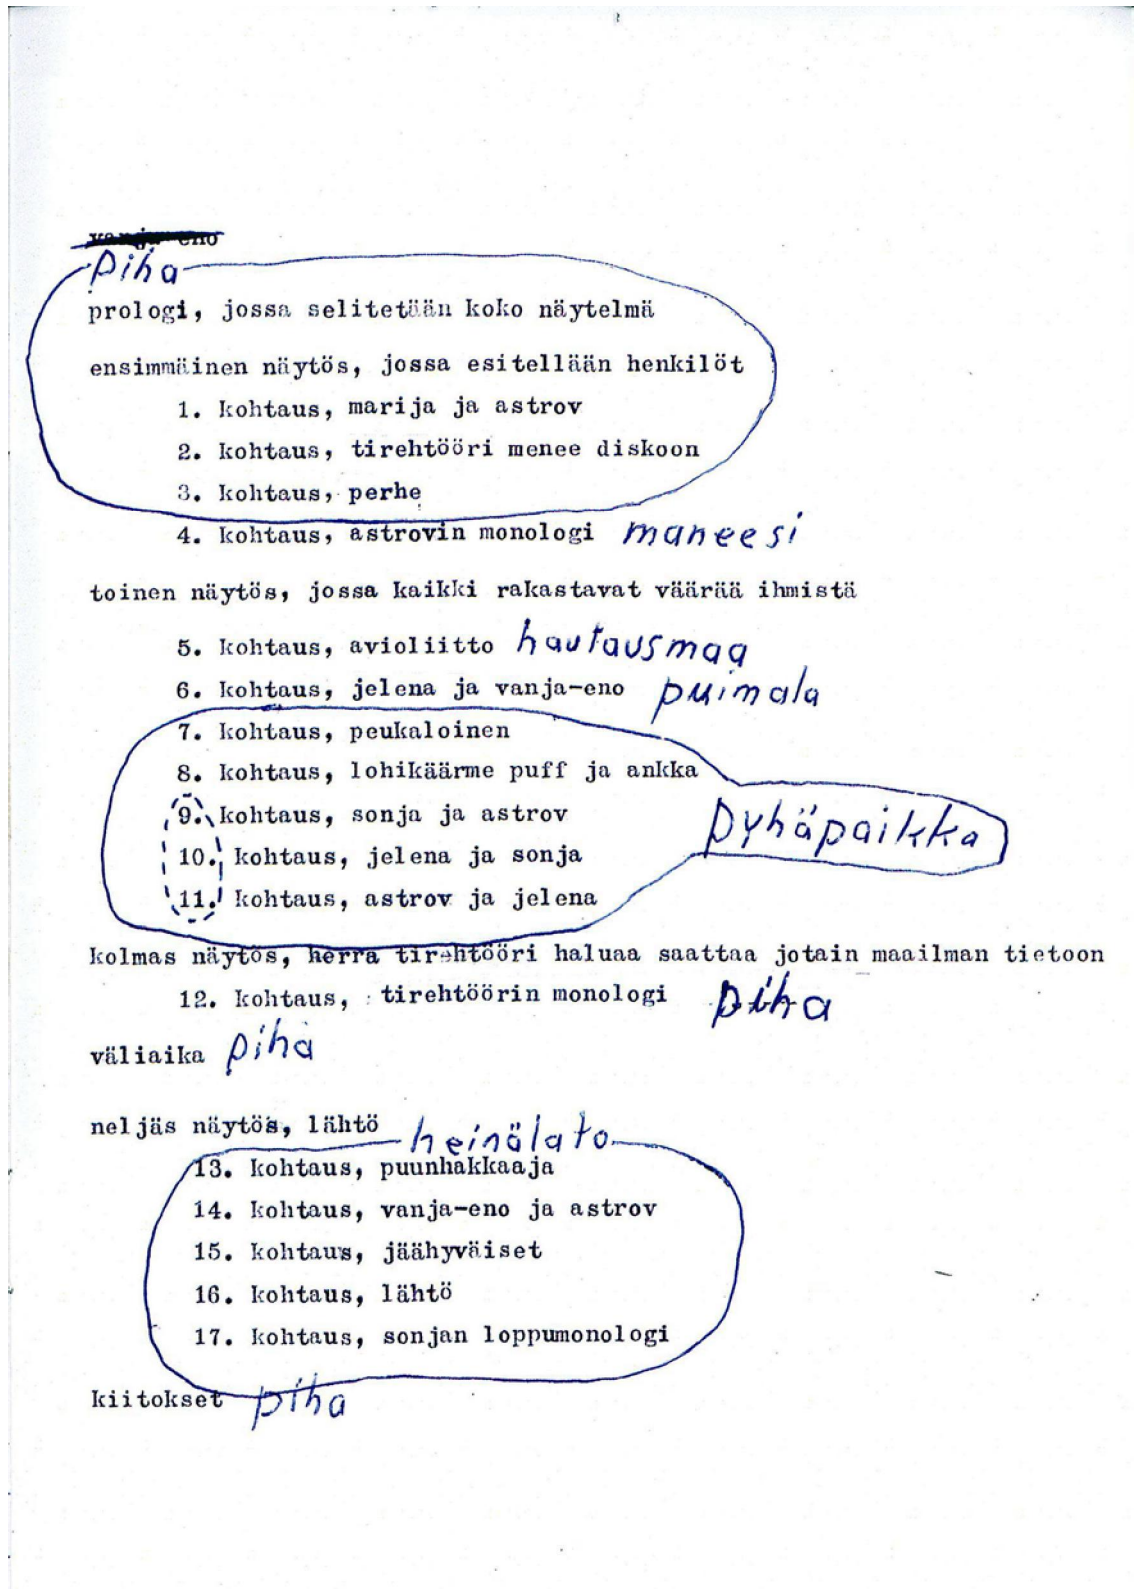 vanja eno
piha
prologi, jossa selitetään koko näytelmä
ensimmäinen näytös, jossa esitellään henkilöt
1. kohtaus, marija ja astrov
2. kohtaus, tirehtööri menee diskoon
3. kohtaus, perhe
4. kohtaus, astrovin monologi maneesi
toinen näytös, jossa kaikki rakastavat väärää ihmistä
5. kohtaus, avioliitto hautausmaa
6. kohtaus, jelena ja vanja-eno puimala
7. kohtaus, peukaloinen
8. kohtaus, lohikäärme puff ja ankka
9. kohtaus, sonja ja astrov pyhäpaikka
10. kohtaus, jelena ja sonja
11. kohtaus, astrov ja jelena
kolmas näytös, herra tirehtööri haluaa saattaa jotain maailman tietoon
12. kohtaus, tirehtöörin monologi piha
väliaika piha
neljäs näytös, lähtö heinälato
13. kohtaus, puunhakkaaja
14. kohtaus, vanja-eno ja astrov
15. kohtaus, jäähyväiset
16. kohtaus, lähtö
17. kohtaus, sonjan loppumonologi
kiitokset piha